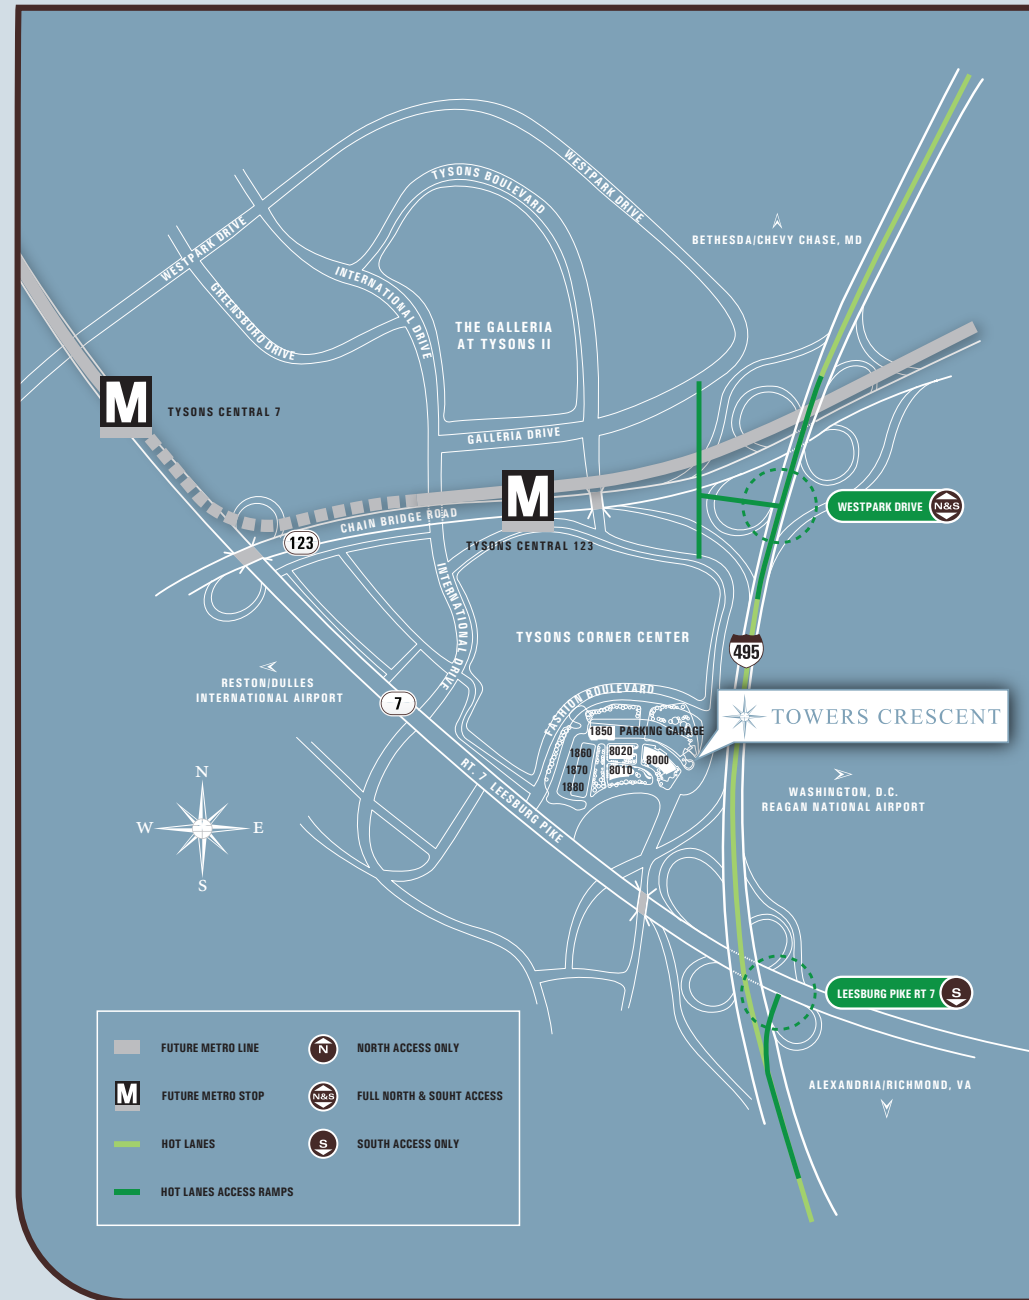 WESTPARK DRIVE
TYSONS BOULEVARD
WESTPARK DRIVE
BETHESDA/CHEVY CHASE, MD
GREENSBORO DRIVE
INTERNATIONAL DRIVE
THE GALLERIA
AT TYSONS II
M
TYSONS CENTRAL 7
GALLERIA DRIVE
M
CHAIN BRIDGE ROAD
123
TYSONS CENTRAL 123
WESTPARK DRIVE
N&S
INTERNATIONAL DRIVE
TYSONS CORNER CENTER
495
RESTON/DULLES
INTERNATIONAL AIRPORT
7
FASHION BOULEVARD
TOWERS CRESCENT
1850 PARKING GARAGE
1860
8020
8000
1870
8010
1880
RT. 7 LEESBURG PIKE
WASHINGTON, D.C.
REAGAN NATIONAL AIRPORT
N
W
E
S
LEESBURG PIKE RT 7
S
ALEXANDRIA/RICHMOND, VA
FUTURE METRO LINE
N
NORTH ACCESS ONLY
M
FUTURE METRO STOP
N&S
FULL NORTH & SOUHT ACCESS
HOT LANES
S
SOUTH ACCESS ONLY
HOT LANES ACCESS RAMPS